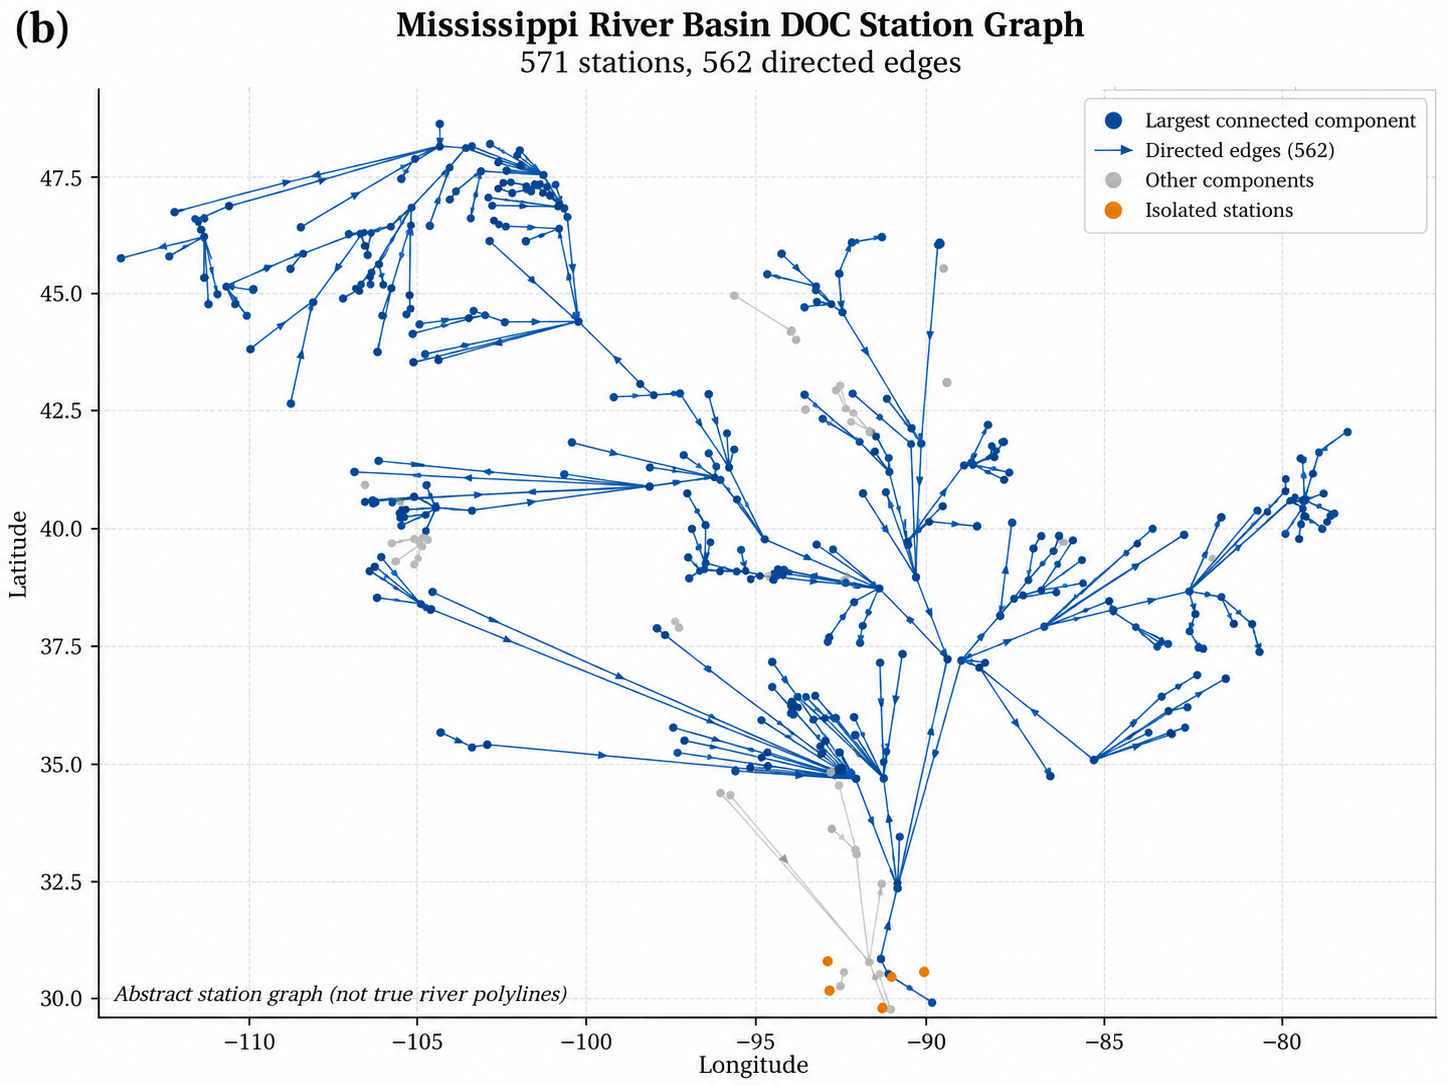 (b)
Mississippi River Basin DOC Station Graph
571 stations, 562 directed edges
Largest connected component
Directed edges (562)
Other components
Isolated stations
47.5
45.0
42.5
40.0
37.5
35.0
32.5
30.0
Latitude
Abstract station graph (not true river polylines)
−110
−105
−100
−95
−90
−85
−80
Longitude